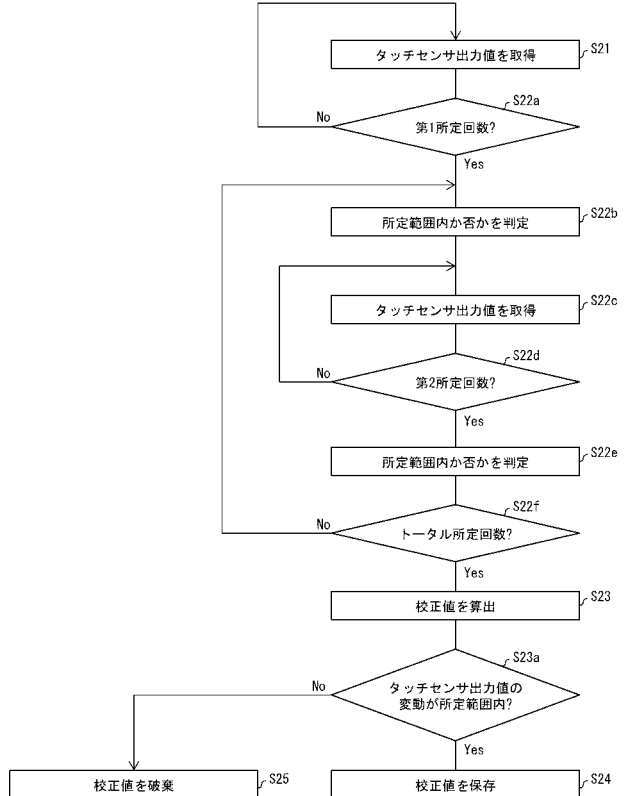 タッチセンサ出力値を取得
S21
S22a
No
第1所定回数?
Yes
所定範囲内か否かを判定
S22b
タッチセンサ出力値を取得
S22c
S22d
No
第2所定回数?
Yes
所定範囲内か否かを判定
S22e
S22f
No
トータル所定回数?
Yes
校正値を算出
S23
S23a
No
タッチセンサ出力値の
変動が所定範囲内?
Yes
校正値を破棄
S25
校正値を保存
S24